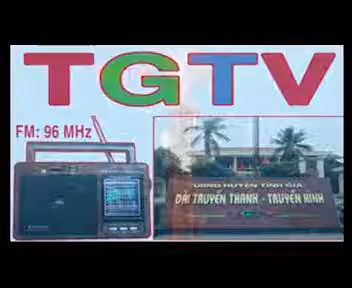 TGTV
FM: 96 MHz
UBND HUYỆN TĨNH GIA
ĐÀI TRUYỀN THANH - TRUYỀN HÌNH